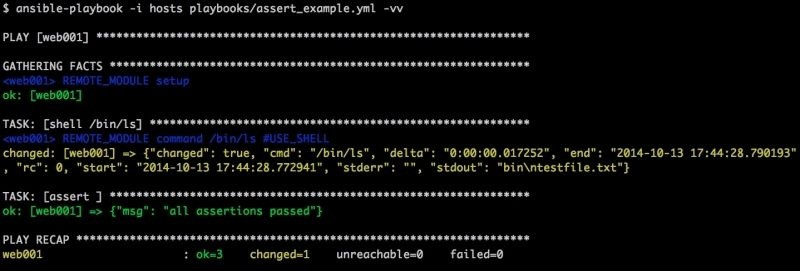 $ ansible-playbook -i hosts playbooks/assert_example.yml -vv
PLAY [web001] **************************************************************
GATHERING FACTS ************************************************************
<web001> REMOTE_MODULE setup
ok: [web001]
TASK: [shell /bin/ls] ******************************************************
<web001> REMOTE_MODULE command /bin/ls #USE_SHELL
changed: [web001] => {"changed": true, "cmd": "/bin/ls", "delta": "0:00:00.017252", "end": "2014-10-13 17:44:28.790193"
, "rc": 0, "start": "2014-10-13 17:44:28.772941", "stderr": "", "stdout": "bin\ntestfile.txt"}
TASK: [assert ] ************************************************************
ok: [web001] => {"msg": "all assertions passed"}
PLAY RECAP *****************************************************************
web001 : ok=3 changed=1 unreachable=0 failed=0